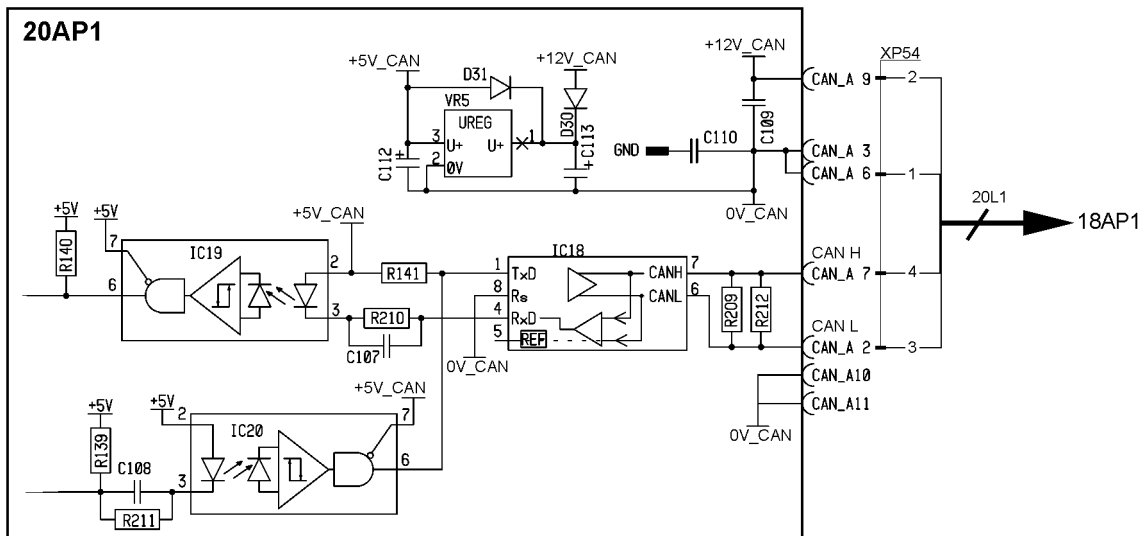 20AP1
+5V_CAN
D31
+12V_CAN
+12V_CAN
XP54
VR5
UREG
3
U+
U+
1
2
0V
D30
C113
C112
+
+
GND
C110
C109
CAN_A 9
2
CAN_A 3
CAN_A 6
1
0V_CAN
20L1
18AP1
+5V
+5V
+5V_CAN
R140
7
IC19
2
6
3
R141
R210
C107
IC18
1
TxD
CANH
7
8
Rs
CANL
6
4
RxD
5
REF
0V_CAN
R209
R212
CAN H
CAN_A 7
4
CAN L
CAN_A 2
3
CAN_A10
CAN_A11
0V_CAN
+5V
+5V
2
+5V_CAN
7
R139
IC20
6
C108
3
R211